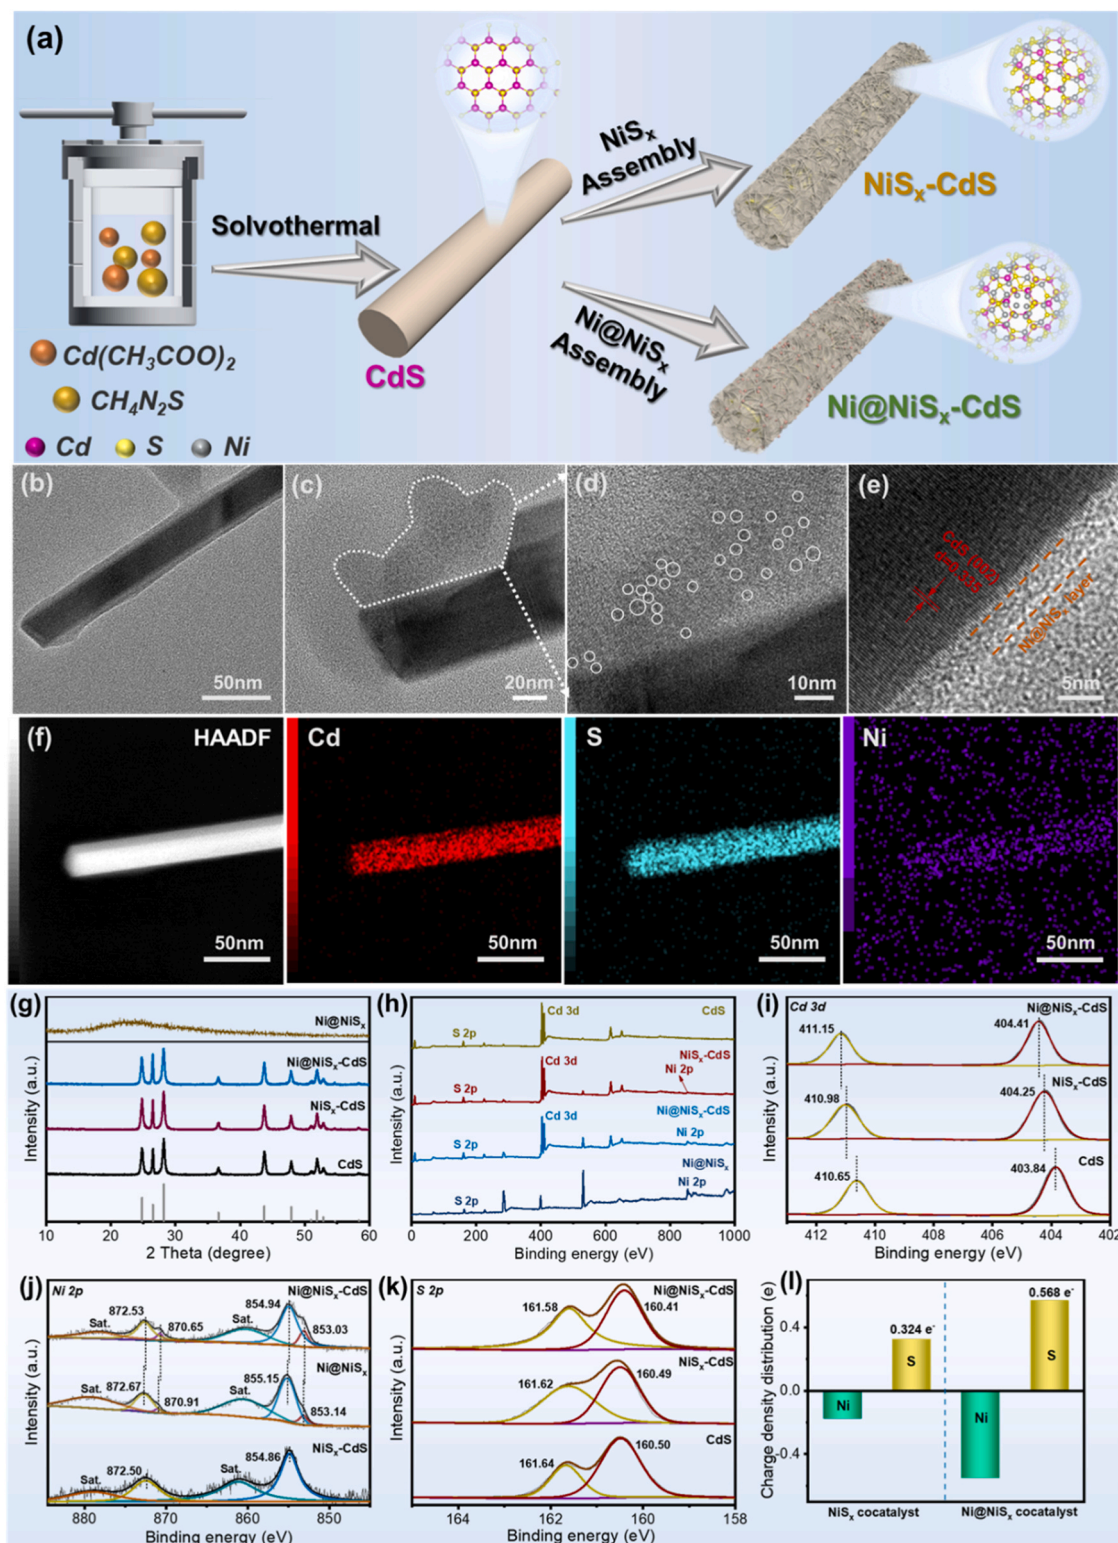 (a)
Solvothermal
NiSₓ
Assembly
NiSₓ-CdS
Cd(CH₃COO)₂
CH₄N₂S
Cd S Ni
CdS
Ni@NiSₓ
Assembly
Ni@NiSₓ-CdS
(b)
50nm
(c)
20nm
(d)
10nm
(e)
CdS (002)
d=0.325
Ni@NiSₓ layer
5nm
(f) HAADF
50nm
Cd
50nm
S
50nm
Ni
50nm
(g)
Ni@NiSₓ
Ni@NiSₓ-CdS
NiSₓ-CdS
CdS
Intensity (a.u.)
10 20 30 40 50 60
2 Theta (degree)
(h)
Cd 3d CdS
S 2p
Cd 3d NiSₓ-CdS
S 2p Ni 2p
Cd 3d Ni@NiSₓ-CdS
S 2p Ni 2p
Ni@NiSₓ
S 2p Ni 2p
Intensity (a.u.)
0 200 400 600 800 1000
Binding energy (eV)
(i)
Cd 3d
Ni@NiSₓ-CdS
411.15 404.41
NiSₓ-CdS
410.98 404.25
CdS
410.65 403.84
Intensity (a.u.)
412 410 408 406 404 402
Binding energy (eV)
(j) Ni 2p
Ni@NiSₓ-CdS
872.53 854.94
Sat. 870.65 Sat. 853.03
Ni@NiSₓ
Sat. 872.67 855.15
870.91 Sat. 853.14
NiSₓ-CdS
Sat. 872.50 Sat. 854.86
Intensity (a.u.)
880 870 860 850
Binding energy (eV)
(k) S 2p
Ni@NiSₓ-CdS
161.58 160.41
NiSₓ-CdS
161.62 160.49
CdS
161.64 160.50
Intensity (a.u.)
164 162 160 158
Binding energy (eV)
(l)
0.568 e⁻
0.324 e⁻
S
S
Ni
Ni
Charge density distribution (e)
0.4
0.0
-0.4
NiSₓ cocatalyst Ni@NiSₓ cocatalyst